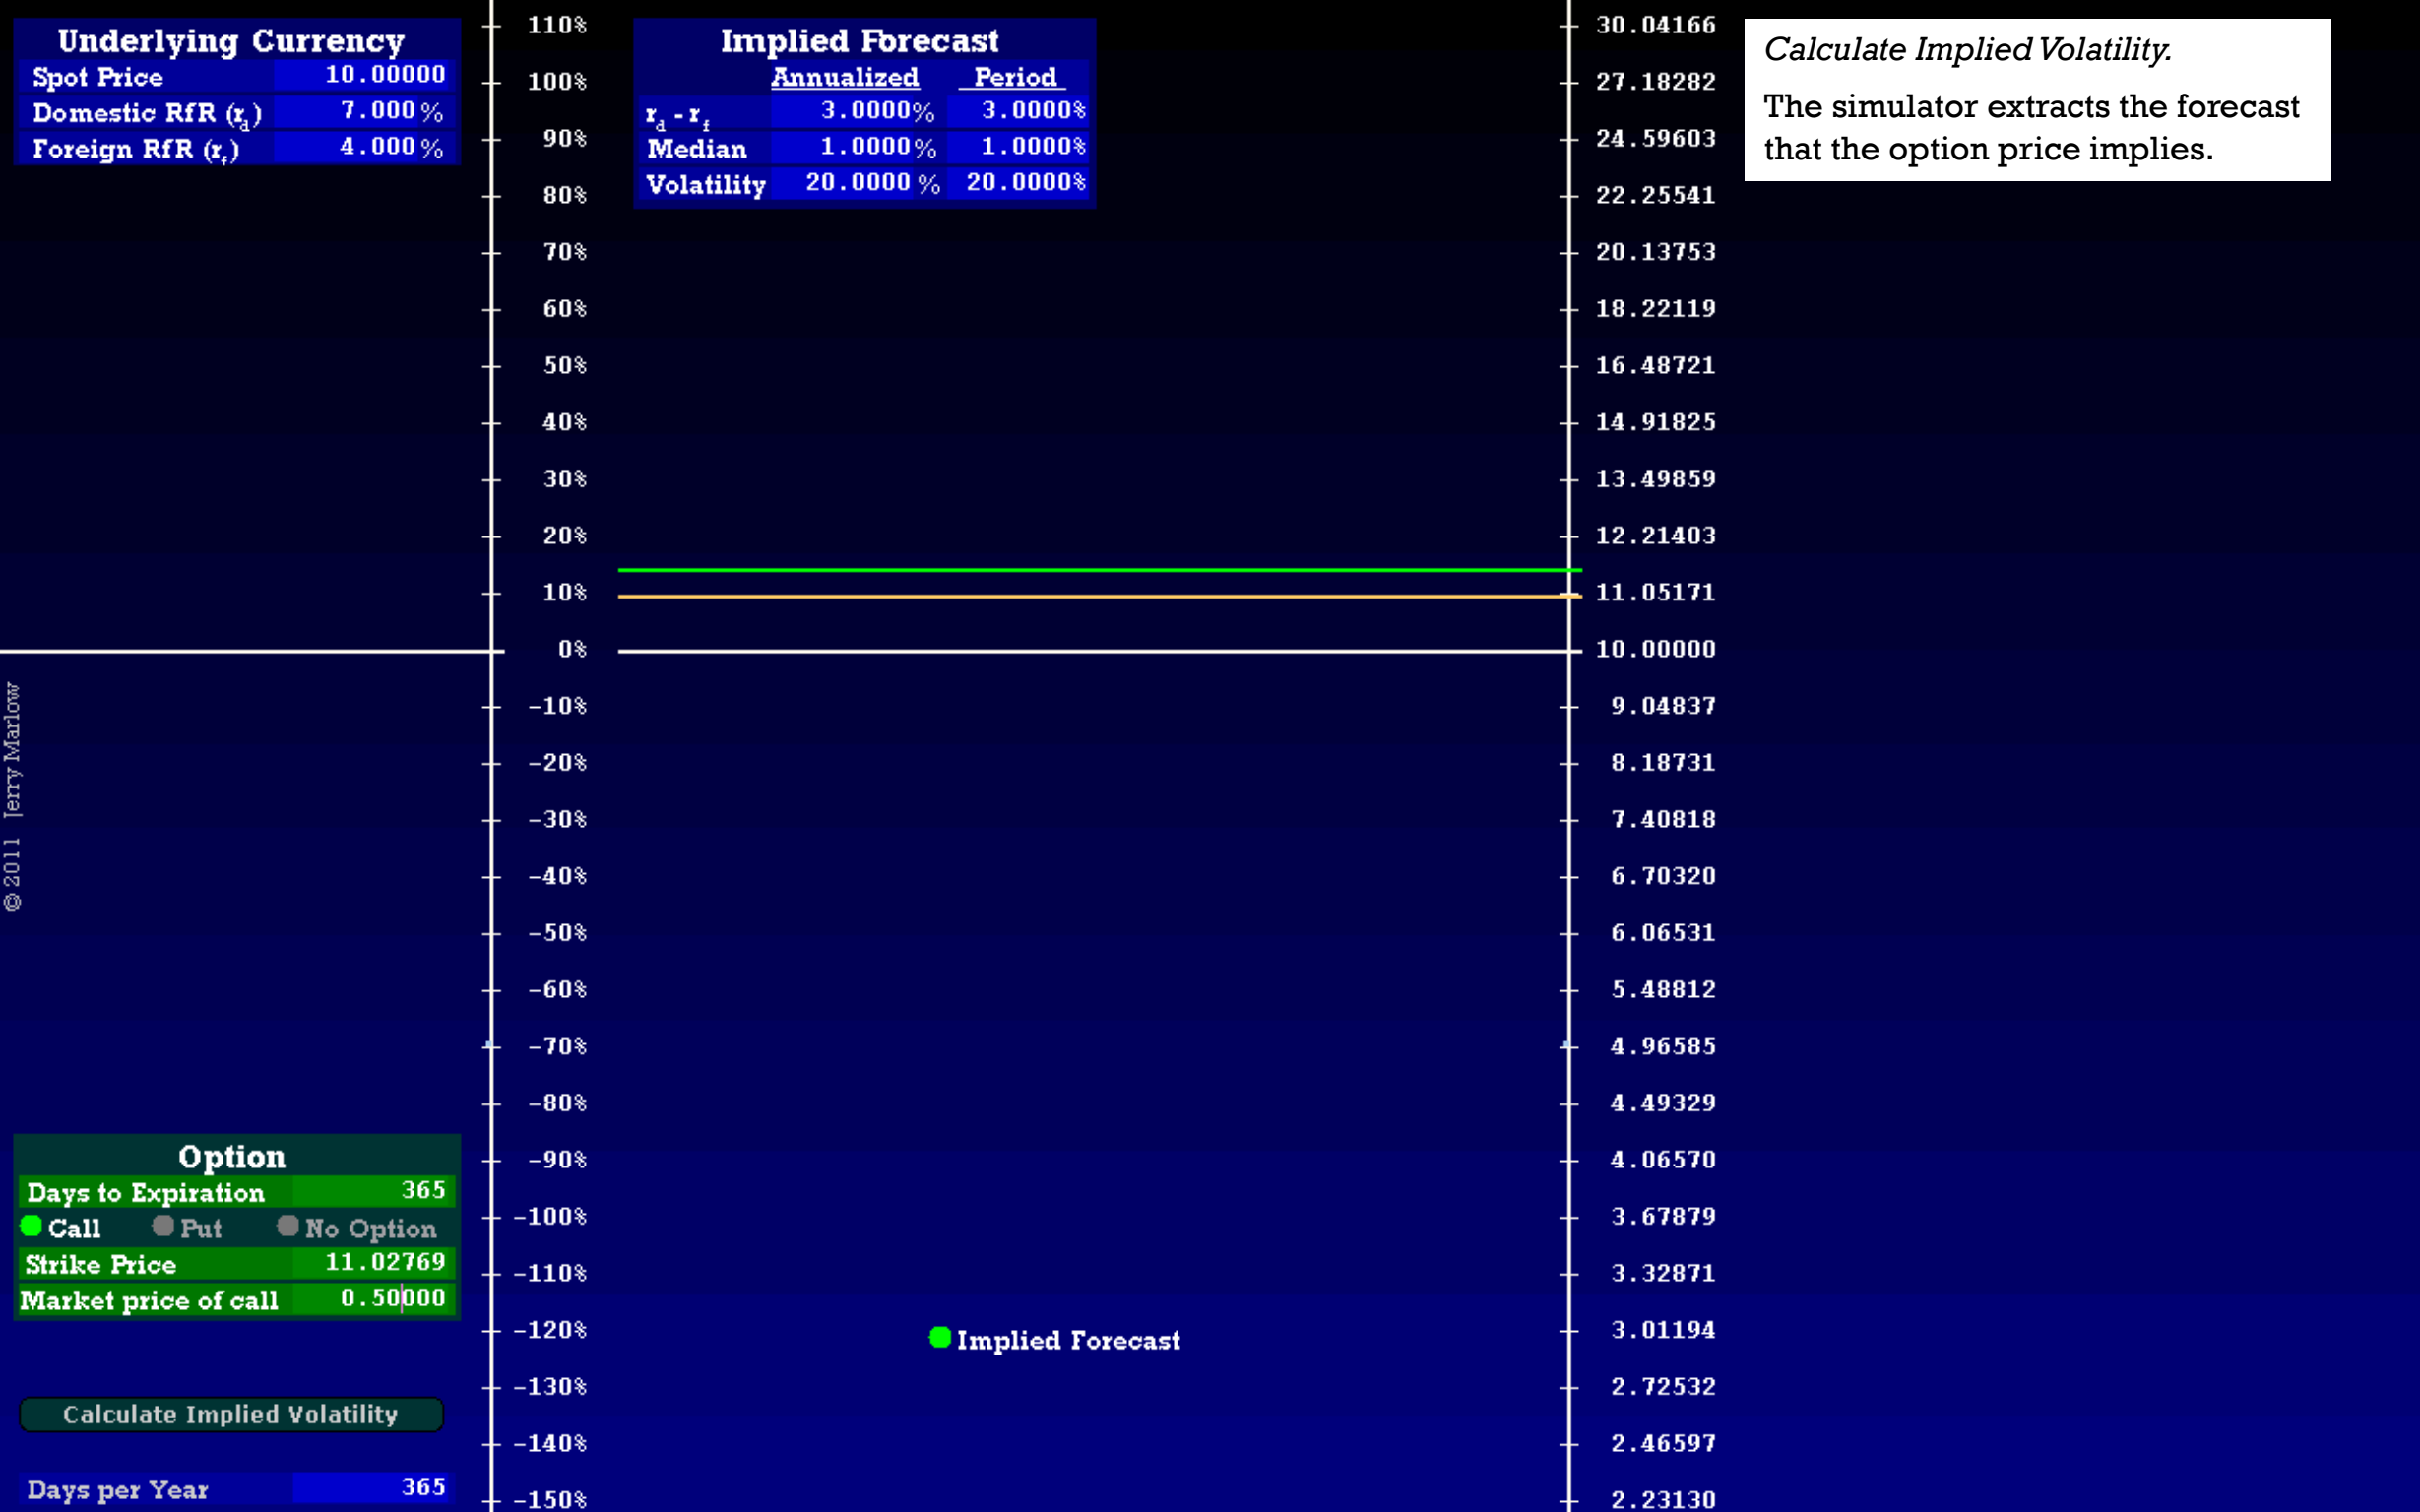 Underlying Currency
Spot Price 10.00000
Domestic RfR (r_d) 7.000 %
Foreign RfR (r_f) 4.000 %
Implied Forecast
Annualized Period
r_d - r_f 3.0000% 3.0000%
Median 1.0000% 1.0000%
Volatility 20.0000 % 20.0000%
Calculate Implied Volatility.
The simulator extracts the forecast
that the option price implies.
110% 30.04166
100% 27.18282
90% 24.59603
80% 22.25541
70% 20.13753
60% 18.22119
50% 16.48721
40% 14.91825
30% 13.49859
20% 12.21403
10% 11.05171
0% 10.00000
-10% 9.04837
-20% 8.18731
-30% 7.40818
-40% 6.70320
-50% 6.06531
-60% 5.48812
-70% 4.96585
-80% 4.49329
-90% 4.06570
-100% 3.67879
-110% 3.32871
-120% 3.01194
-130% 2.72532
-140% 2.46597
-150% 2.23130
© 2011 Jerry Marlow
Option
Days to Expiration 365
Call Put No Option
Strike Price 11.02769
Market price of call 0.50000
Implied Forecast
Calculate Implied Volatility
Days per Year 365